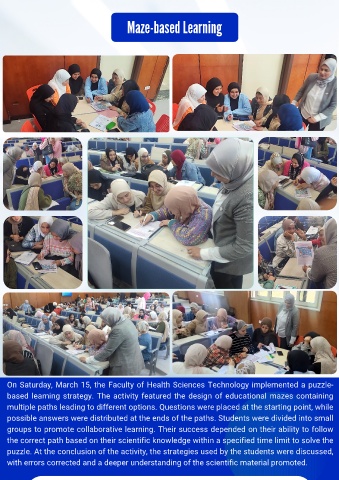 Maze-based Learning
On Saturday, March 15, the Faculty of Health Sciences Technology implemented a puzzle-
based learning strategy. The activity featured the design of educational mazes containing
multiple paths leading to different options. Questions were placed at the starting point, while
possible answers were distributed at the ends of the paths. Students were divided into small
groups to promote collaborative learning. Their success depended on their ability to follow
the correct path based on their scientific knowledge within a specified time limit to solve the
puzzle. At the conclusion of the activity, the strategies used by the students were discussed,
with errors corrected and a deeper understanding of the scientific material promoted.